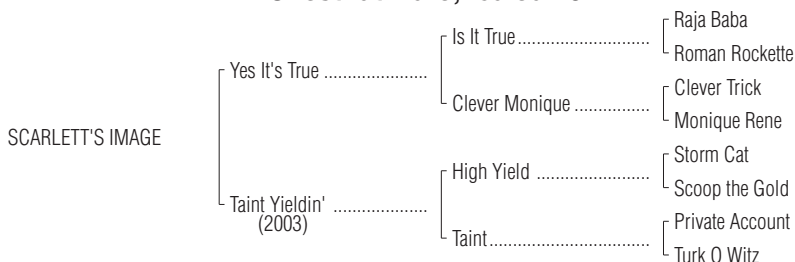 Raja Baba
Is It True
Roman Rockette
Yes It's True
Clever Trick
Clever Monique
Monique Rene
SCARLETT'S IMAGE
Storm Cat
High Yield
Scoop the Gold
Taint Yieldin'
(2003)
Private Account
Taint
Turk O Witz